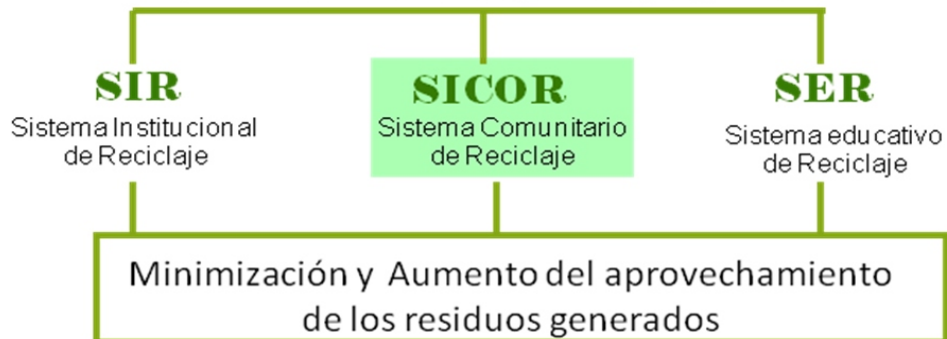 SIR
Sistema Institucional
de Reciclaje
SICOR
Sistema Comunitario
de Reciclaje
SER
Sistema educativo
de Reciclaje
Minimización y Aumento del aprovechamiento
de los residuos generados